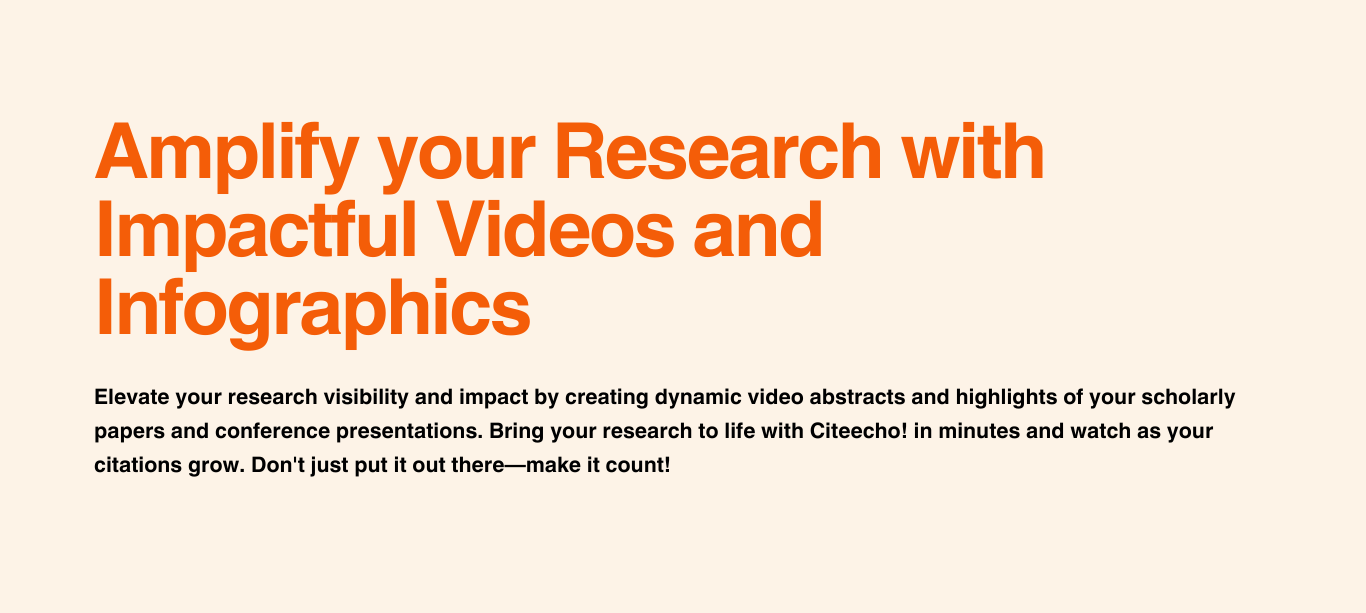 Amplify your Research with
Impactful Videos and
Infographics
Elevate your research visibility and impact by creating dynamic video abstracts and highlights of your scholarly
papers and conference presentations. Bring your research to life with Citeecho! in minutes and watch as your
citations grow. Don't just put it out there—make it count!